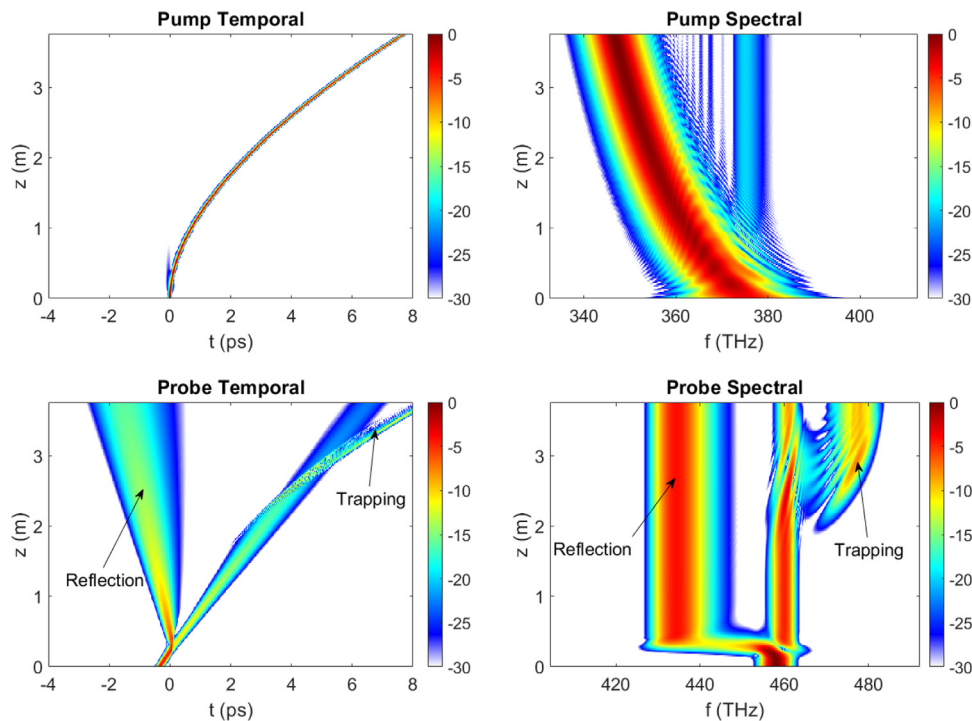 Pump Temporal
z (m)
3
2
1
0
-4 -2 0 2 4 6 8
t (ps)
0
-5
-10
-15
-20
-25
-30
Pump Spectral
z (m)
3
2
1
0
340 360 380 400
f (THz)
0
-5
-10
-15
-20
-25
-30
Probe Temporal
z (m)
3
2
1
0
Trapping
Reflection
-4 -2 0 2 4 6 8
t (ps)
0
-5
-10
-15
-20
-25
-30
Probe Spectral
z (m)
3
2
1
0
Reflection
Trapping
420 440 460 480
f (THz)
0
-5
-10
-15
-20
-25
-30